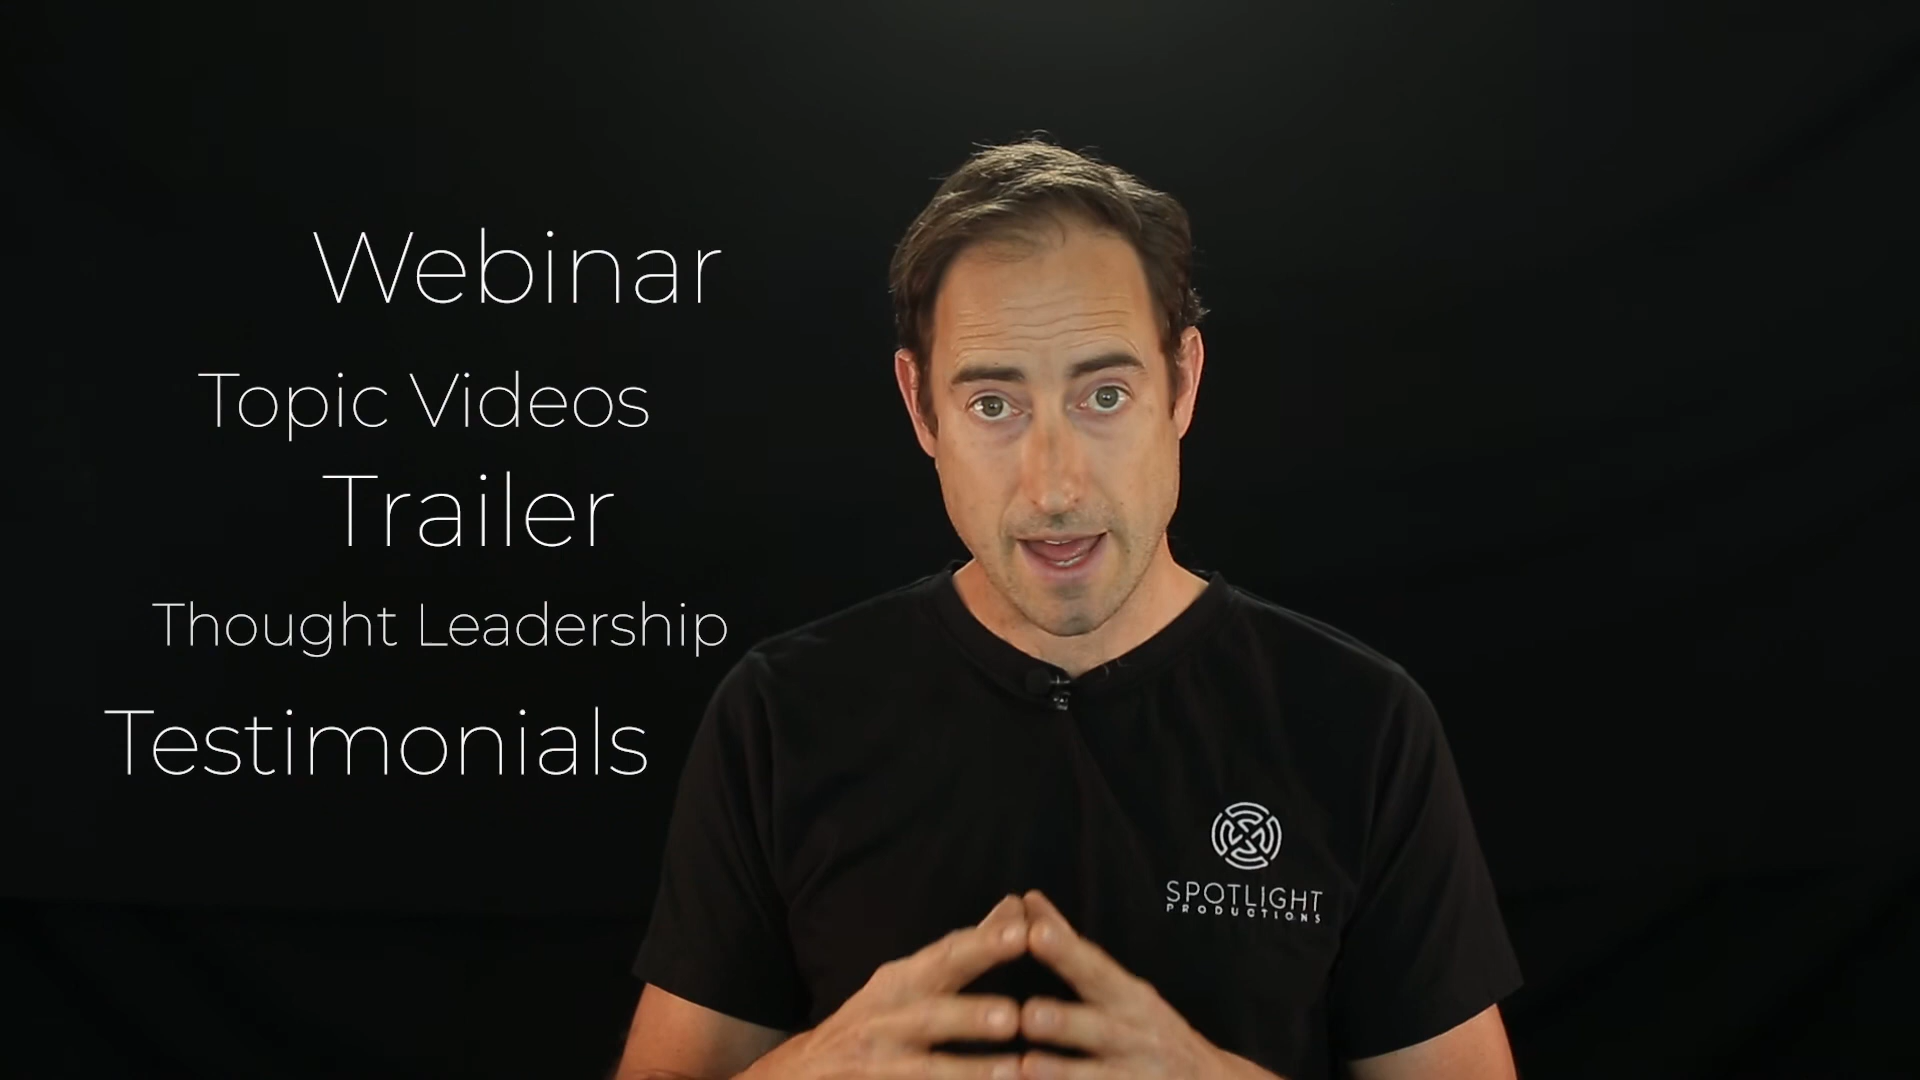 Webinar
Topic Videos
Trailer
Thought Leadership
Testimonials
SPOTLIGHT
PRODUCTIONS